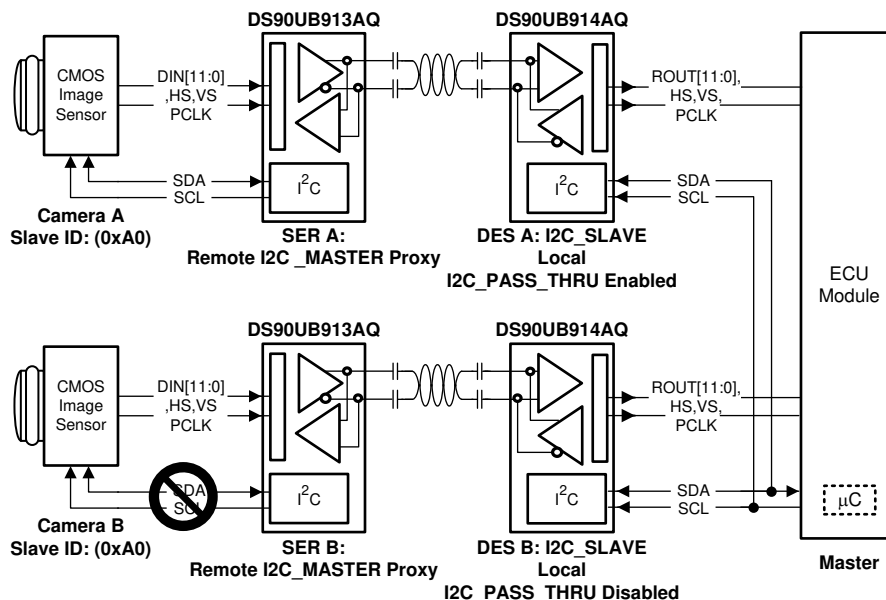 DS90UB913AQ
DS90UB914AQ
CMOS
Image
Sensor
DIN[11:0]
,HS,VS
PCLK
ROUT[11:0],
HS,VS,
PCLK
SDA
SCL
I2C
I2C
SDA
SCL
Camera A
Slave ID: (0xA0)
SER A:
Remote I2C _MASTER Proxy
DES A: I2C_SLAVE
Local
I2C_PASS_THRU Enabled
ECU
Module
DS90UB913AQ
DS90UB914AQ
CMOS
Image
Sensor
DIN[11:0]
,HS,VS
PCLK
ROUT[11:0],
HS,VS,
PCLK
SDA
SCL
I2C
I2C
SDA
SCL
µC
Camera B
Slave ID: (0xA0)
SER B:
Remote I2C_MASTER Proxy
DES B: I2C_SLAVE
Local
I2C_PASS_THRU Disabled
Master